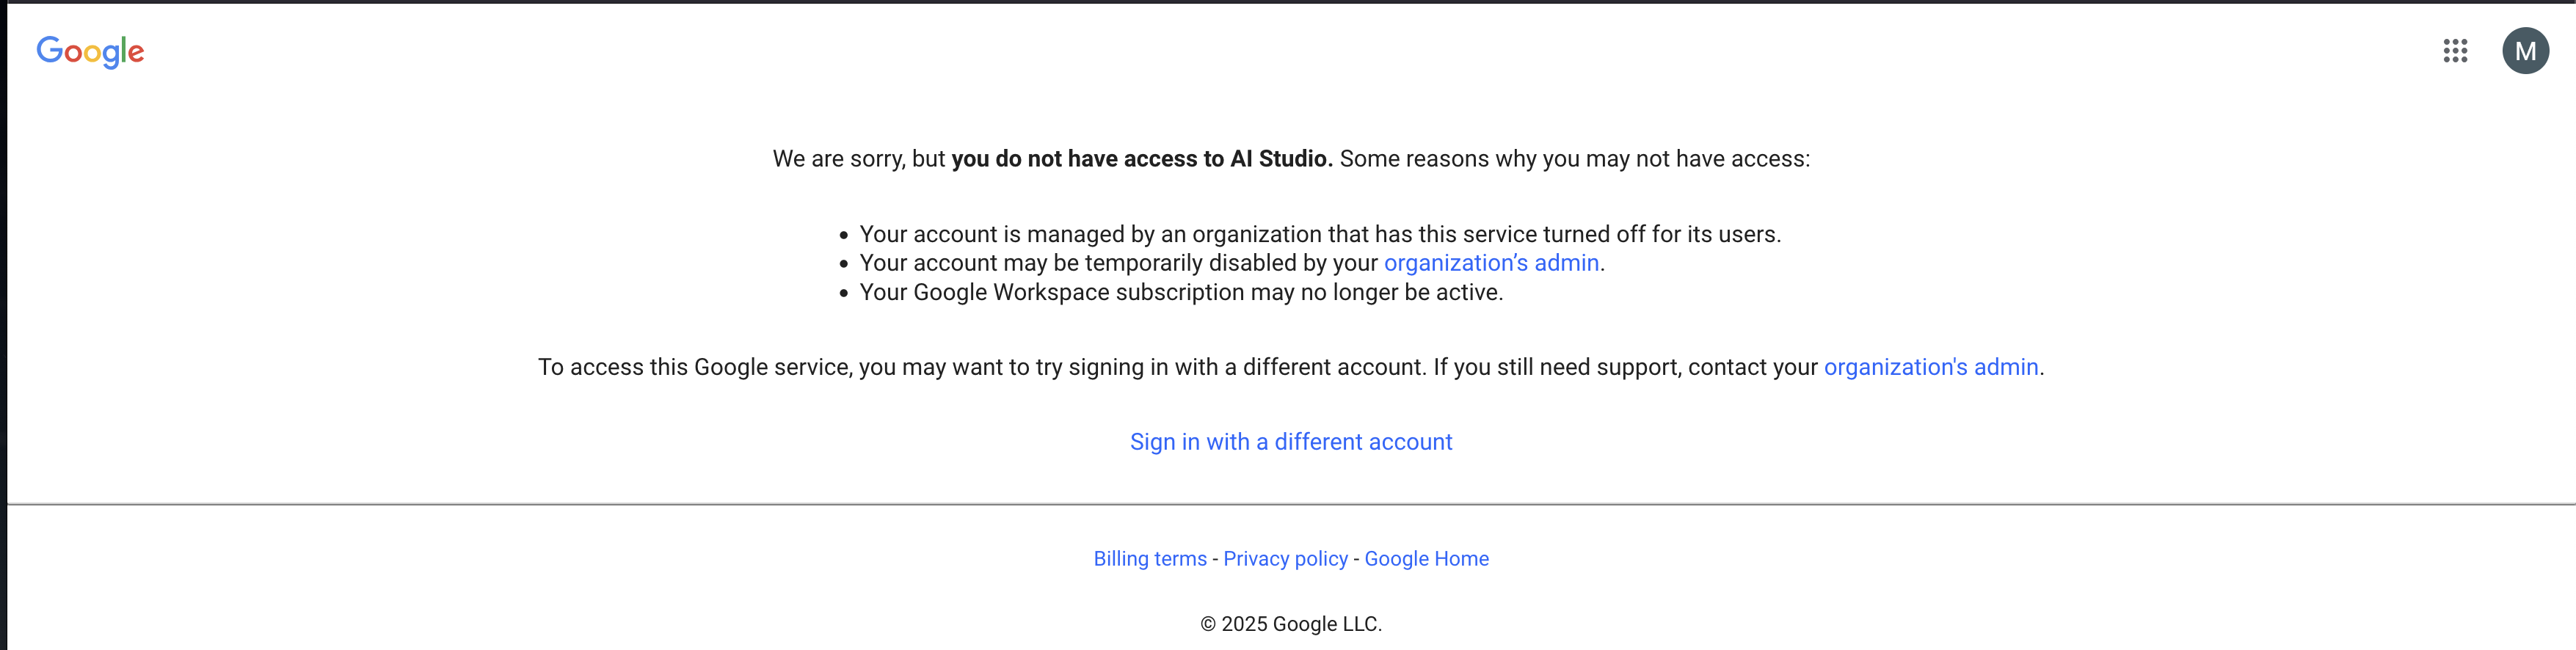 Google
M
We are sorry, but you do not have access to AI Studio. Some reasons why you may not have access:
• Your account is managed by an organization that has this service turned off for its users.
• Your account may be temporarily disabled by your organization’s admin.
• Your Google Workspace subscription may no longer be active.
To access this Google service, you may want to try signing in with a different account. If you still need support, contact your organization's admin.
Sign in with a different account
Billing terms - Privacy policy - Google Home
© 2025 Google LLC.